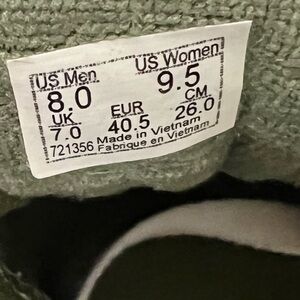 US Men US Women
8.0 9.5
UK EUR CM
7.0 40.5 26.0
721356 Made in Vietnam
Fabrique en Vietnam